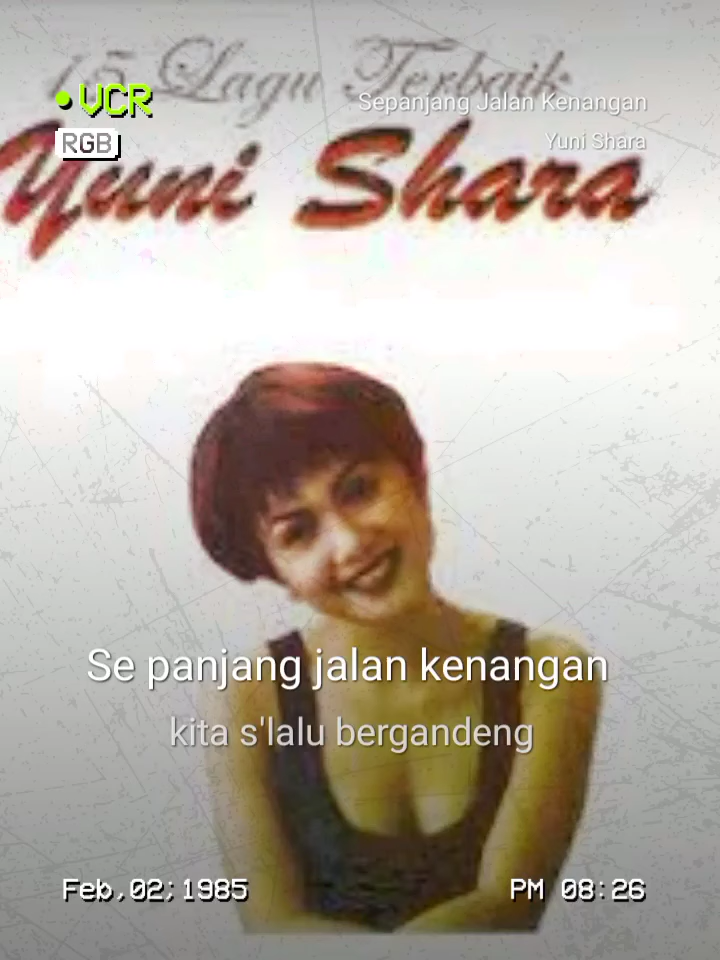 15 Lagu Terbaik
• VCR
Sepanjang Jalan Kenangan
RGB
Yuni Shara
Yuni Shara
Se panjang jalan kenangan
kita s'lalu bergandeng
Feb.02;1985
PM 08:26